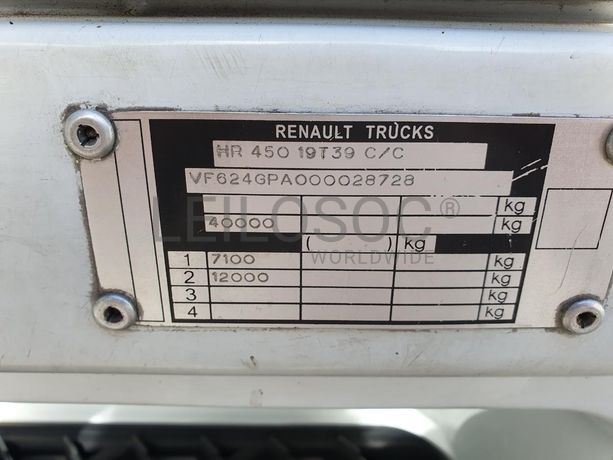 RENAULT TRUCKS
HR 450 19T39 C/C
VF624GPA000028728
kg
40000 kg
( ) kg
1 7100 kg
2 12000 kg
3 kg
4 kg
LEILOSOC®
WORLDWIDE